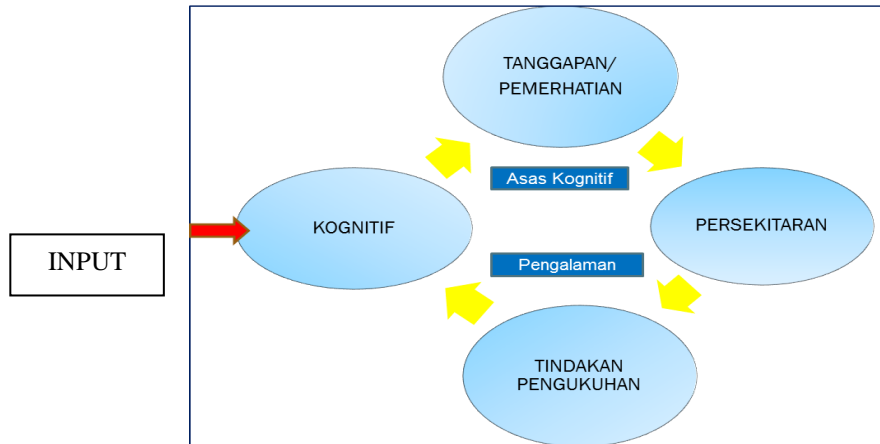 TANGGAPAN/
PEMERHATIAN
Asas Kognitif
KOGNITIF
PERSEKITARAN
INPUT
Pengalaman
TINDAKAN
PENGUKUHAN